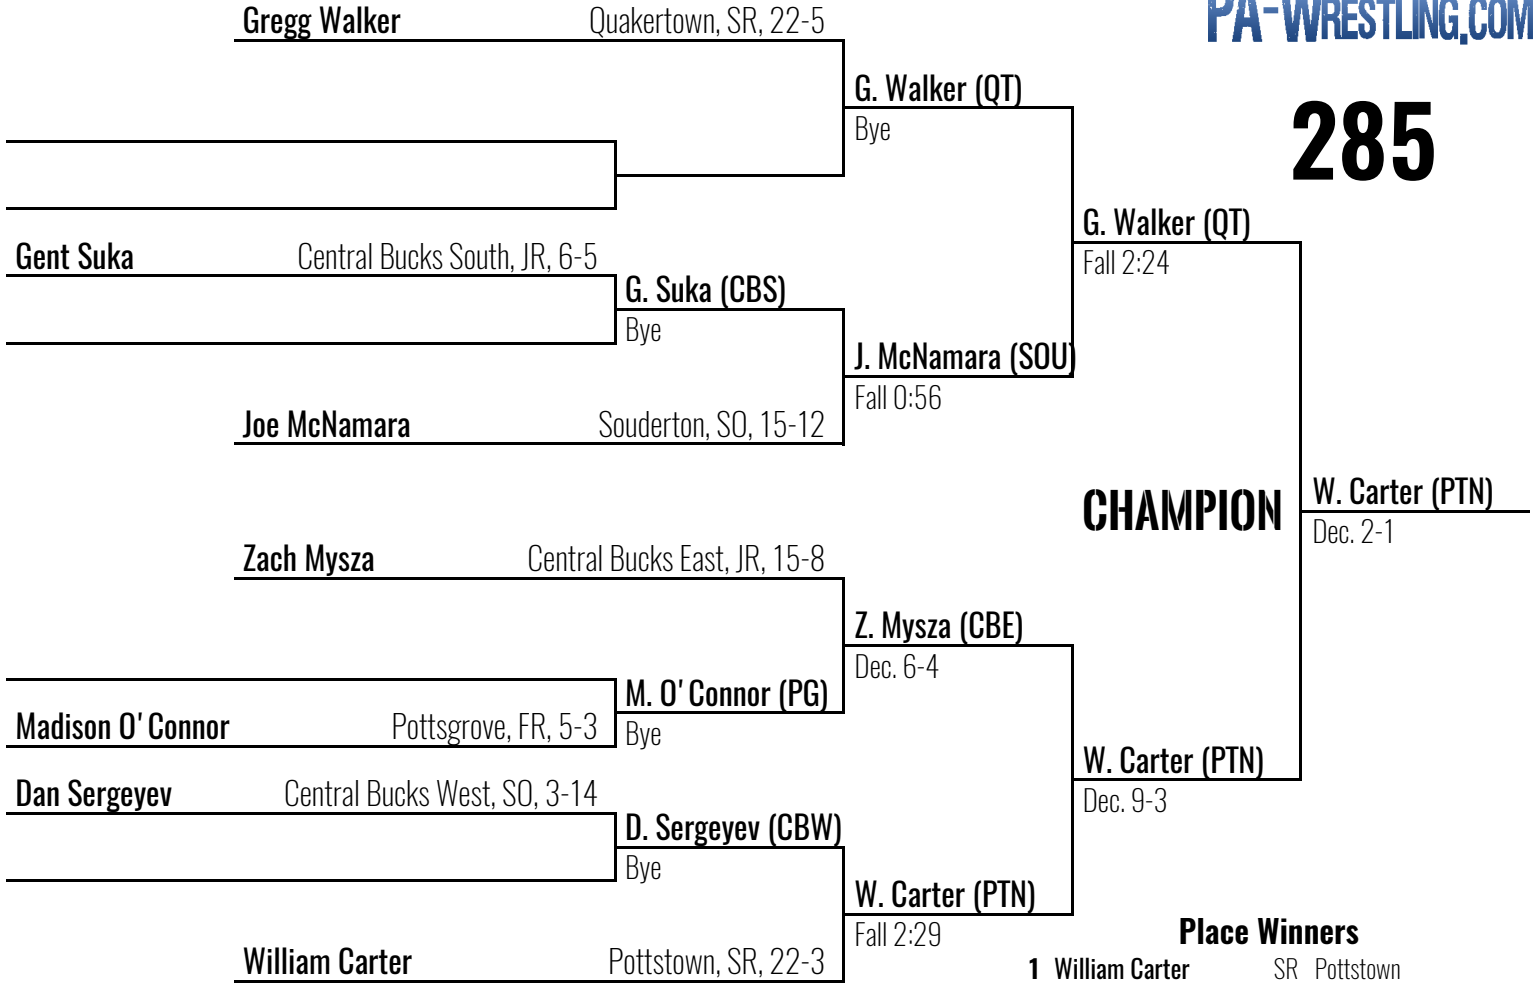 Gregg Walker Quakertown, SR, 22-5
PA-WRESTLING.COM
G. Walker (QT)
Bye
285
G. Walker (QT)
Fall 2:24
Gent Suka Central Bucks South, JR, 6-5
G. Suka (CBS)
Bye
J. McNamara (SOU)
Fall 0:56
Joe McNamara Souderton, SO, 15-12
CHAMPION
W. Carter (PTN)
Dec. 2-1
Zach Mysza Central Bucks East, JR, 15-8
Z. Mysza (CBE)
Dec. 6-4
M. O'Connor (PG)
Bye
Madison O'Connor Pottsgrove, FR, 5-3
W. Carter (PTN)
Dec. 9-3
Dan Sergeyev Central Bucks West, SO, 3-14
D. Sergeyev (CBW)
Bye
W. Carter (PTN)
Fall 2:29
William Carter Pottstown, SR, 22-3
Place Winners
1 William Carter SR Pottstown